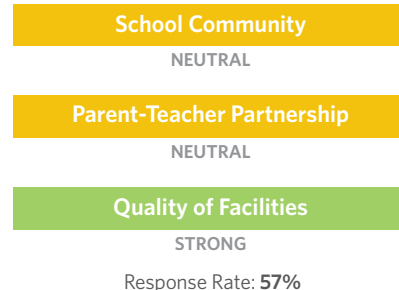 School Community
NEUTRAL
Parent-Teacher Partnership
NEUTRAL
Quality of Facilities
STRONG
Response Rate: 57%